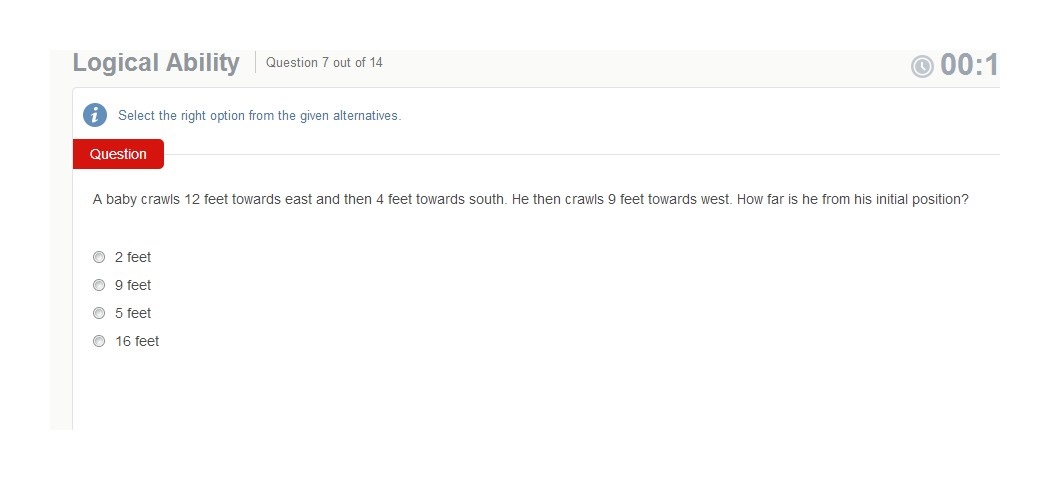 Logical Ability
Question 7 out of 14
00:1
Select the right option from the given alternatives.
Question
A baby crawls 12 feet towards east and then 4 feet towards south. He then crawls 9 feet towards west. How far is he from his initial position?
2 feet
9 feet
5 feet
16 feet